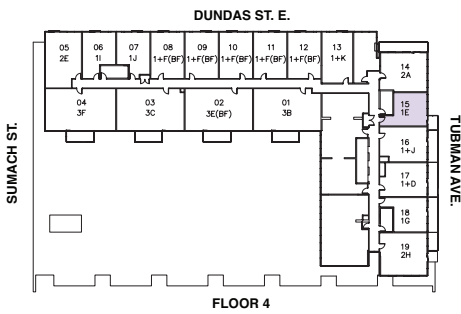 DUNDAS ST. E.
05
2E
06
1I
07
1J
08
1+F(BF)
09
1+F(BF)
10
1+F(BF)
11
1+F(BF)
12
1+F(BF)
13
1+K
14
2A
15
1E
04
3F
03
3C
02
3E(BF)
01
3B
16
1+J
17
1+D
18
1G
19
2H
SUMACH ST.
TUBMAN AVE.
FLOOR 4